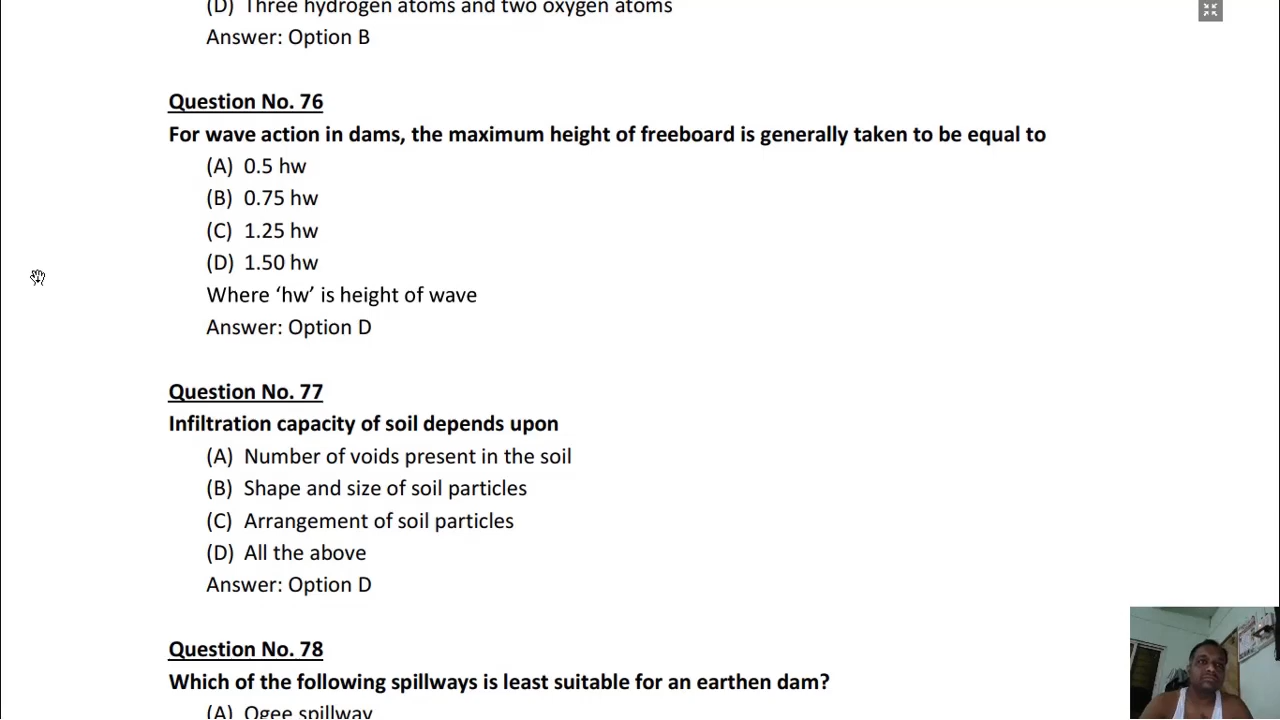 (D) Three hydrogen atoms and two oxygen atoms
Answer: Option B
Question No. 76
For wave action in dams, the maximum height of freeboard is generally taken to be equal to
(A) 0.5 hw
(B) 0.75 hw
(C) 1.25 hw
(D) 1.50 hw
Where ‘hw’ is height of wave
Answer: Option D
Question No. 77
Infiltration capacity of soil depends upon
(A) Number of voids present in the soil
(B) Shape and size of soil particles
(C) Arrangement of soil particles
(D) All the above
Answer: Option D
Question No. 78
Which of the following spillways is least suitable for an earthen dam?
(A) Ogee spillway